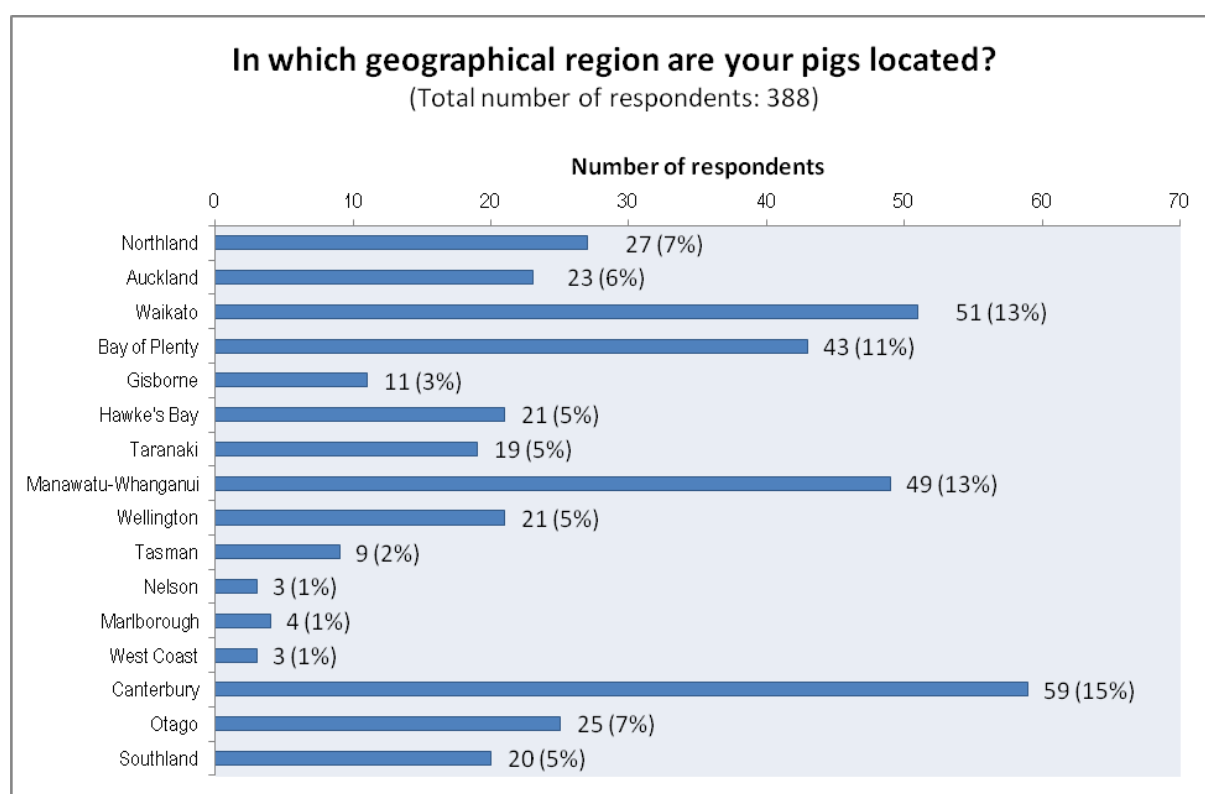 In which geographical region are your pigs located?
(Total number of respondents: 388)
Number of respondents
0 10 20 30 40 50 60 70
Northland 27 (7%)
Auckland 23 (6%)
Waikato 51 (13%)
Bay of Plenty 43 (11%)
Gisborne 11 (3%)
Hawke's Bay 21 (5%)
Taranaki 19 (5%)
Manawatu-Whanganui 49 (13%)
Wellington 21 (5%)
Tasman 9 (2%)
Nelson 3 (1%)
Marlborough 4 (1%)
West Coast 3 (1%)
Canterbury 59 (15%)
Otago 25 (7%)
Southland 20 (5%)